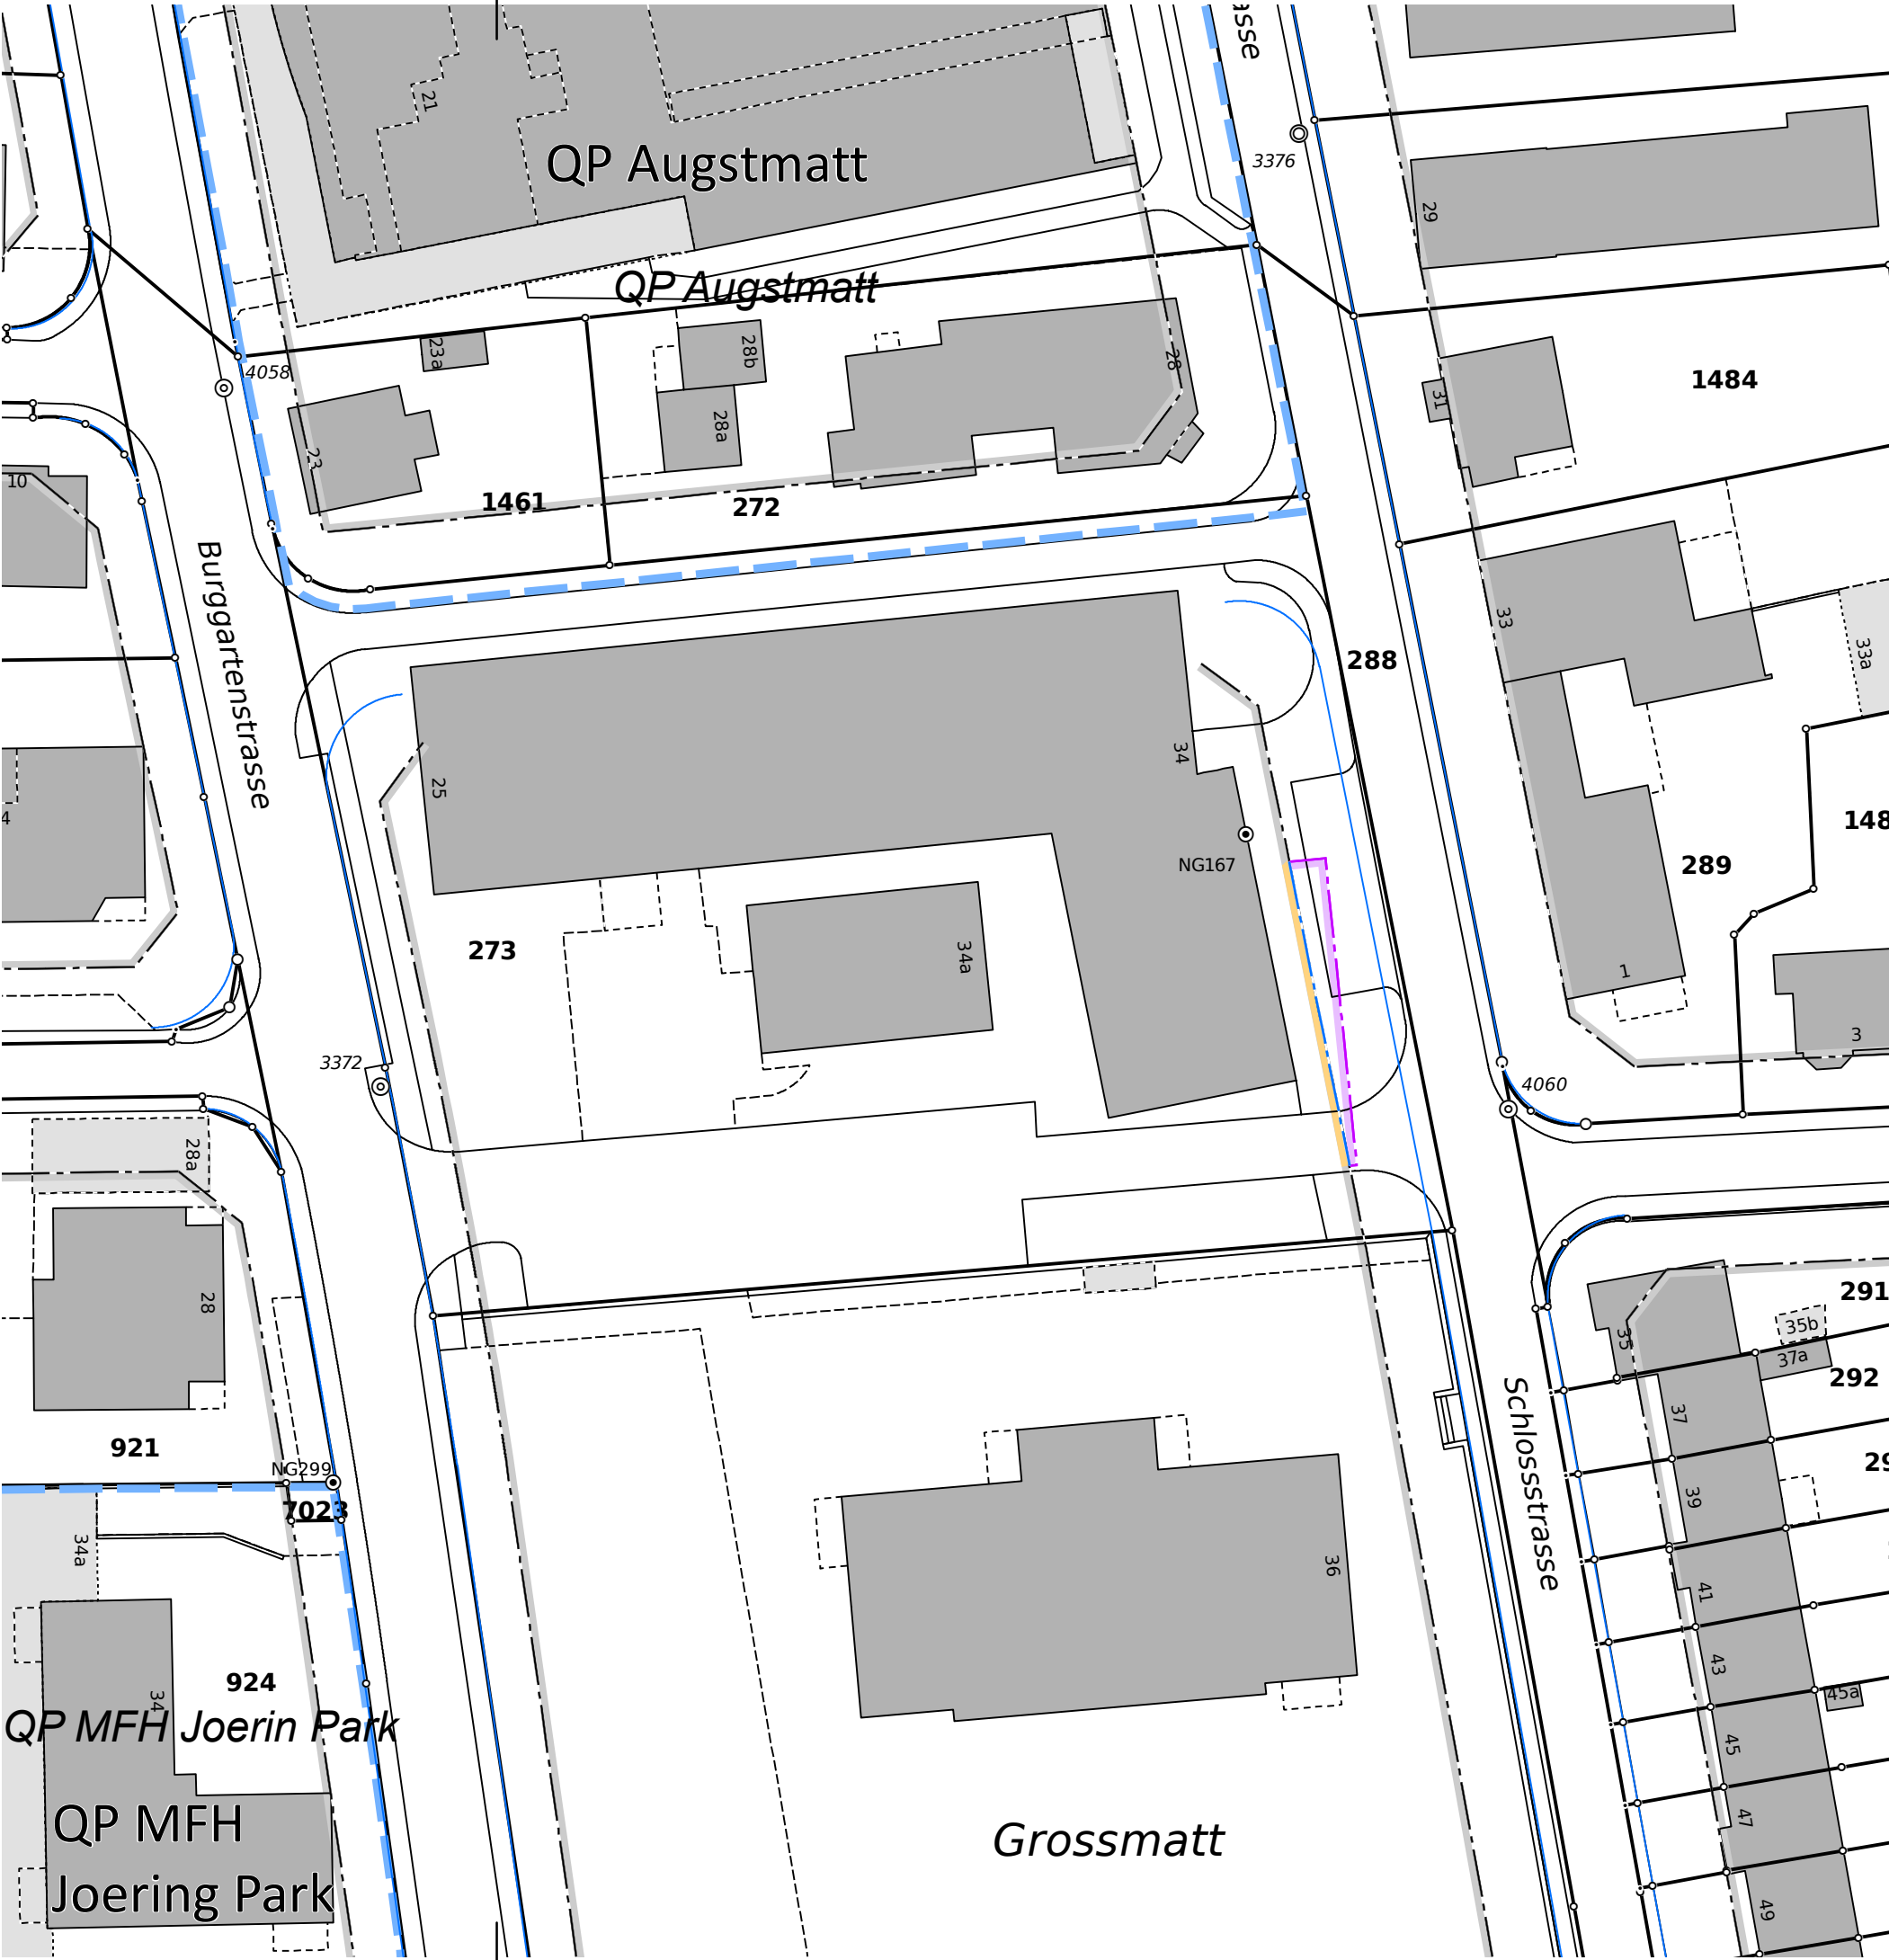 asse
21
QP Augstmatt
3376
29
QP Augstmatt
23a
28b
28
4058
1484
31
28a
23
10
1461
272
Burggartenstrasse
33
288
33a
34
25
4
148
NG167
289
273
34a
1
3
3372
4060
28a
291
35b
28
35
37a
292
37
921
Schlossstrasse
NG299
29
39
7023
34a
36
41
43
924
34
45a
QP MFH Joerin Park
45
QP MFH
47
Grossmatt
Joering Park
49